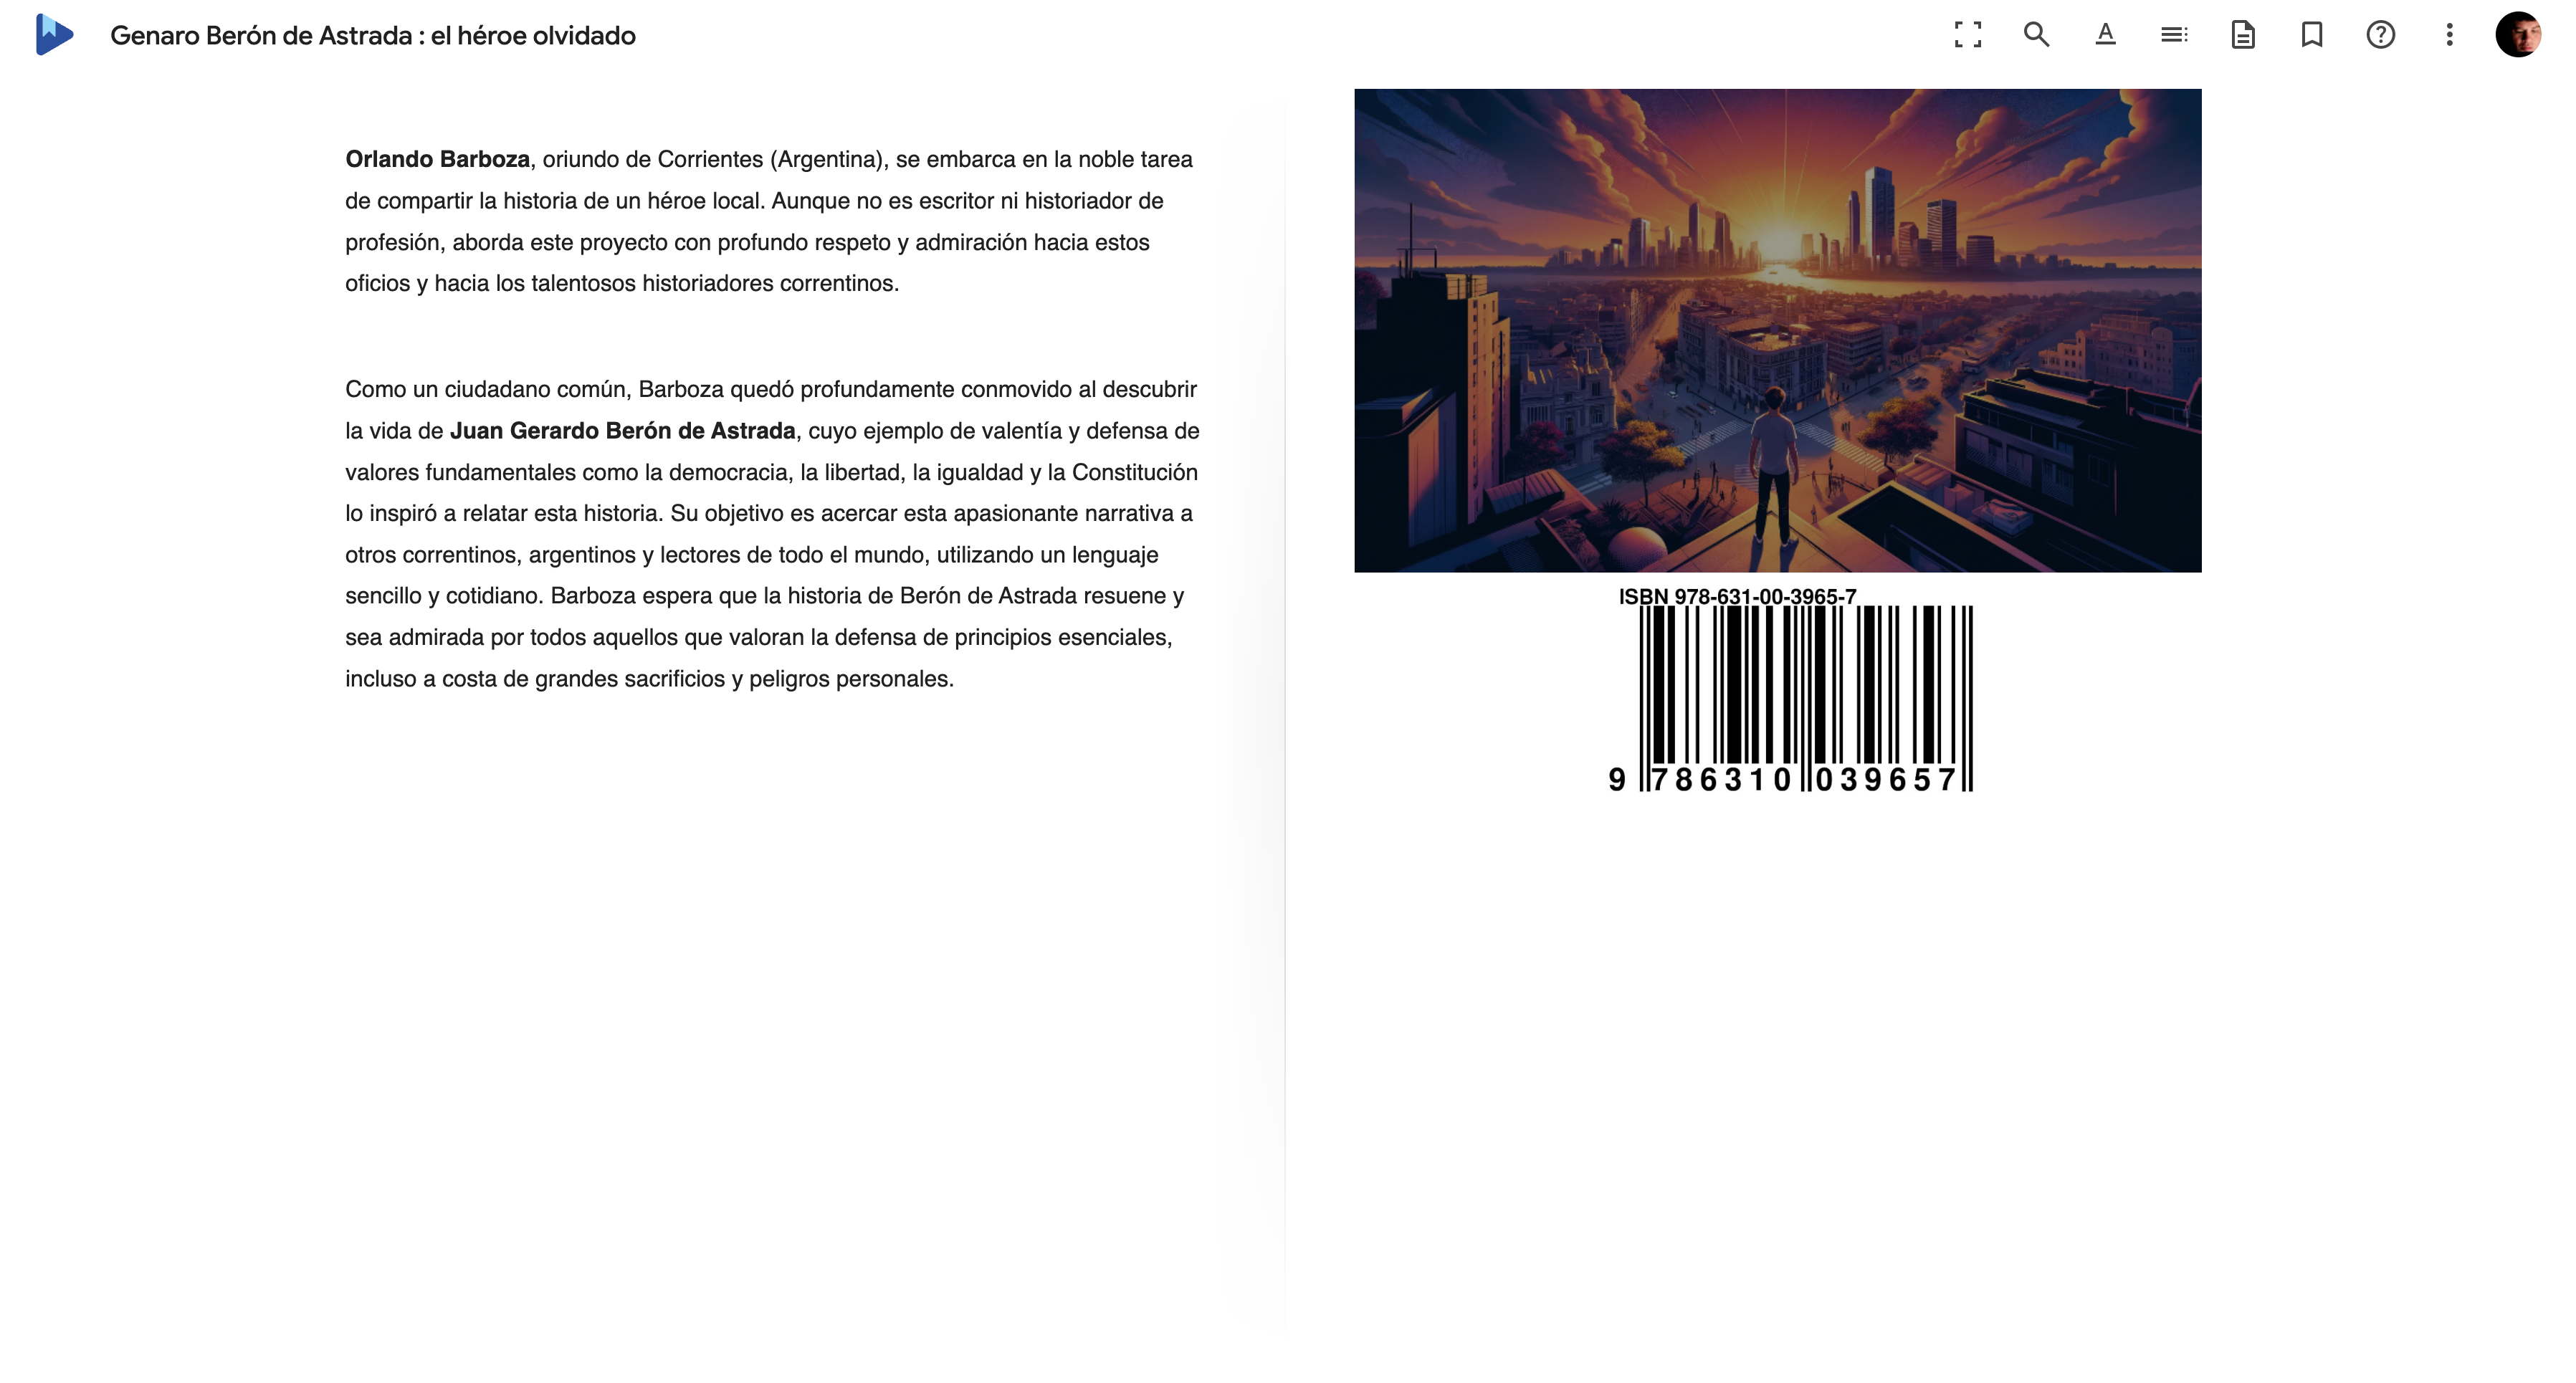 Genaro Berón de Astrada : el héroe olvidado
Orlando Barboza, oriundo de Corrientes (Argentina), se embarca en la noble tarea
de compartir la historia de un héroe local. Aunque no es escritor ni historiador de
profesión, aborda este proyecto con profundo respeto y admiración hacia estos
oficios y hacia los talentosos historiadores correntinos.
Como un ciudadano común, Barboza quedó profundamente conmovido al descubrir
la vida de Juan Gerardo Berón de Astrada, cuyo ejemplo de valentía y defensa de
valores fundamentales como la democracia, la libertad, la igualdad y la Constitución
lo inspiró a relatar esta historia. Su objetivo es acercar esta apasionante narrativa a
otros correntinos, argentinos y lectores de todo el mundo, utilizando un lenguaje
sencillo y cotidiano. Barboza espera que la historia de Berón de Astrada resuene y
sea admirada por todos aquellos que valoran la defensa de principios esenciales,
incluso a costa de grandes sacrificios y peligros personales.
ISBN 978-631-00-3965-7
9 786310 039657